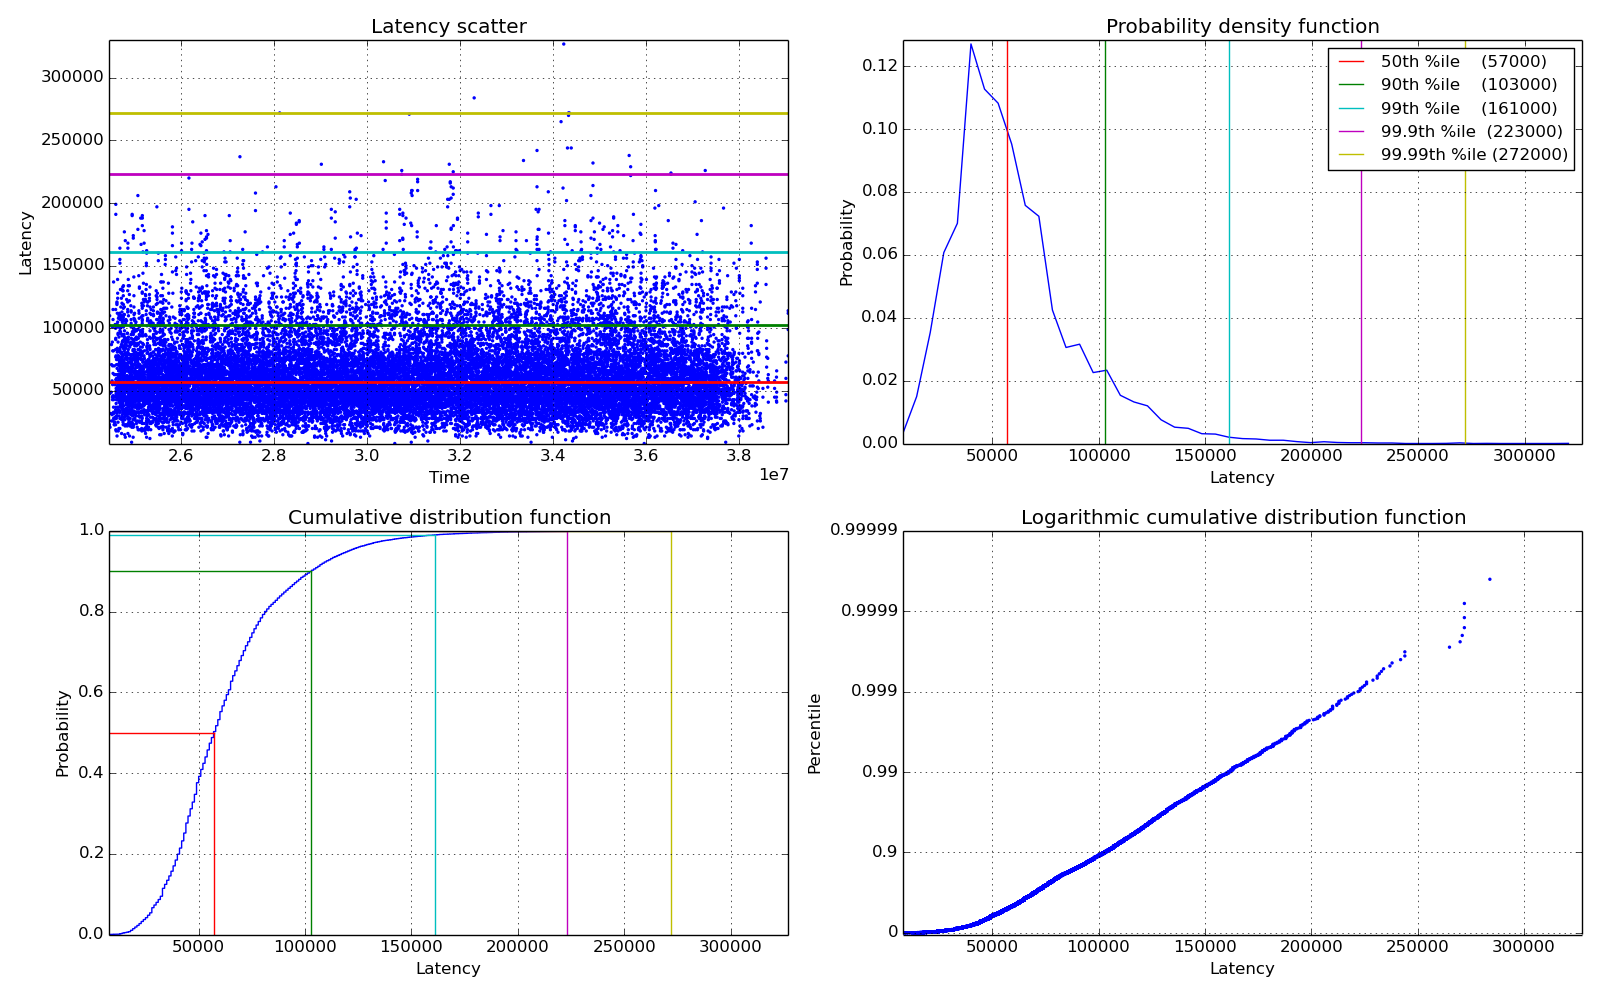 Latency scatter
300000
250000
200000
150000
100000
50000
Latency
2.6 2.8 3.0 3.2 3.4 3.6 3.8
1e7
Time
Probability density function
50th %ile (57000)
90th %ile (103000)
99th %ile (161000)
99.9th %ile (223000)
99.99th %ile (272000)
0.12
0.10
0.08
0.06
0.04
0.02
0.00
Probability
50000 100000 150000 200000 250000 300000
Latency
Cumulative distribution function
1.0
0.8
0.6
0.4
0.2
0.0
Probability
50000 100000 150000 200000 250000 300000
Latency
Logarithmic cumulative distribution function
0.99999
0.9999
0.999
0.99
0.9
0
Percentile
50000 100000 150000 200000 250000 300000
Latency